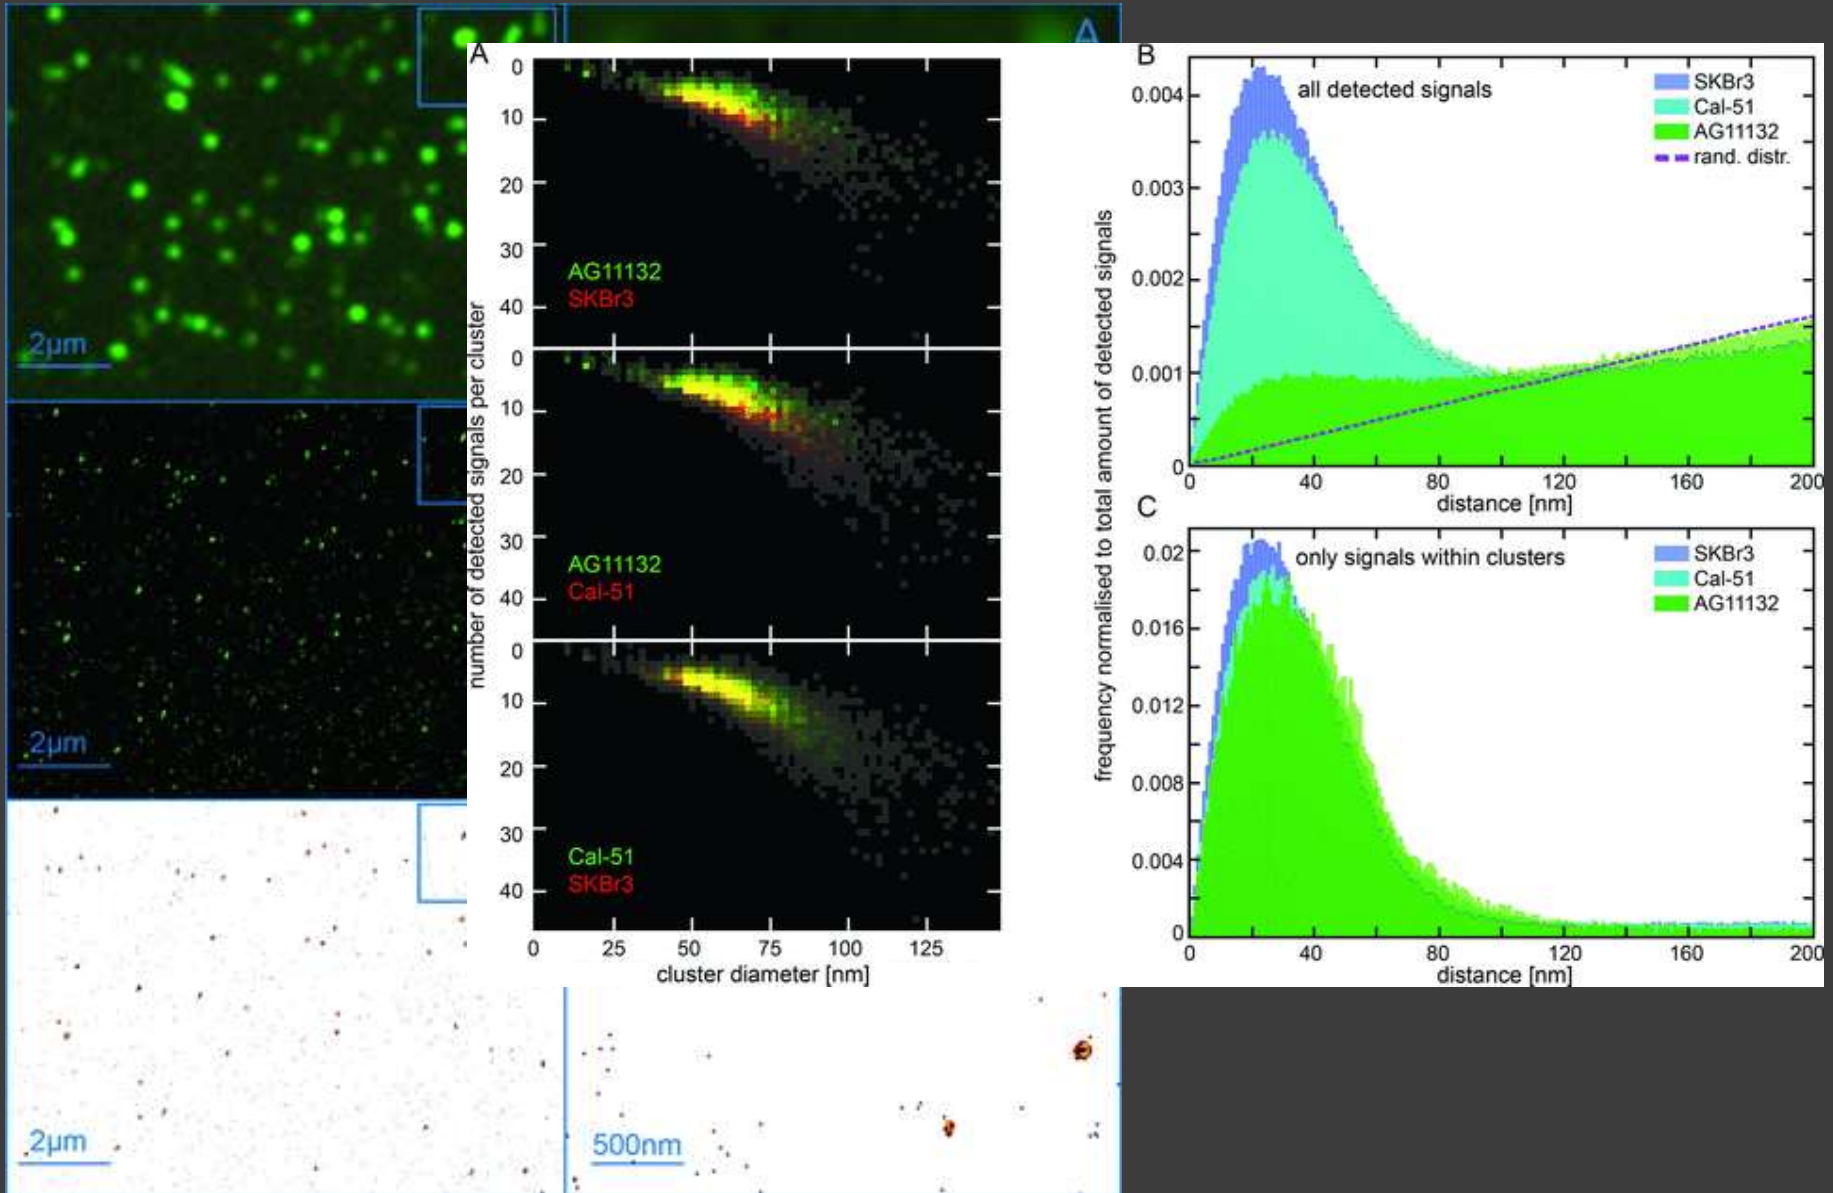 A
2µm
2µm
2µm
500nm
A
number of detected signals per cluster
0
10
20
30
40
AG11132
SKBr3
0
10
20
30
40
AG11132
Cal-51
0
10
20
30
40
Cal-51
SKBr3
0 25 50 75 100 125
cluster diameter [nm]
B
frequency normalised to total amount of detected signals
all detected signals
SKBr3
Cal-51
AG11132
rand. distr.
0.004
0.003
0.002
0.001
0
0 40 80 120 160 200
distance [nm]
C
only signals within clusters
SKBr3
Cal-51
AG11132
0.02
0.016
0.012
0.008
0.004
0
0 40 80 120 160 200
distance [nm]